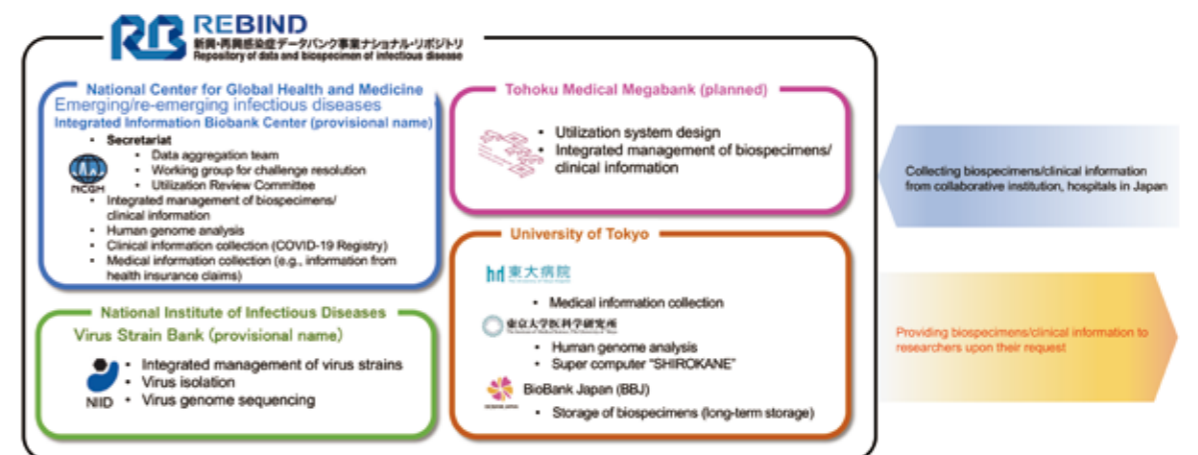 REBIND
新興・再興感染症データバンク事業ナショナル・リポジトリ
Repository of data and biospecimen of infectious disease
National Center for Global Health and Medicine
Emerging/re-emerging infectious diseases
Integrated Information Biobank Center (provisional name)
• Secretariat
• Data aggregation team
• Working group for challenge resolution
• Utilization Review Committee
NCGM
• Integrated management of biospecimens/
clinical information
• Human genome analysis
• Clinical information collection (COVID-19 Registry)
• Medical information collection (e.g., information from
health insurance claims)
National Institute of Infectious Diseases
Virus Strain Bank (provisional name)
• Integrated management of virus strains
• Virus isolation
• Virus genome sequencing
NIID
Tohoku Medical Megabank (planned)
• Utilization system design
• Integrated management of biospecimens/
clinical information
University of Tokyo
東大病院
The University of Tokyo Hospital
• Medical information collection
東京大学医科学研究所
• Human genome analysis
• Super computer “SHIROKANE”
BioBank Japan (BBJ)
BIOBANK JAPAN
• Storage of biospecimens (long-term storage)
Collecting biospecimens/clinical information
from collaborative institution, hospitals in Japan
Providing biospecimens/clinical information to
researchers upon their request